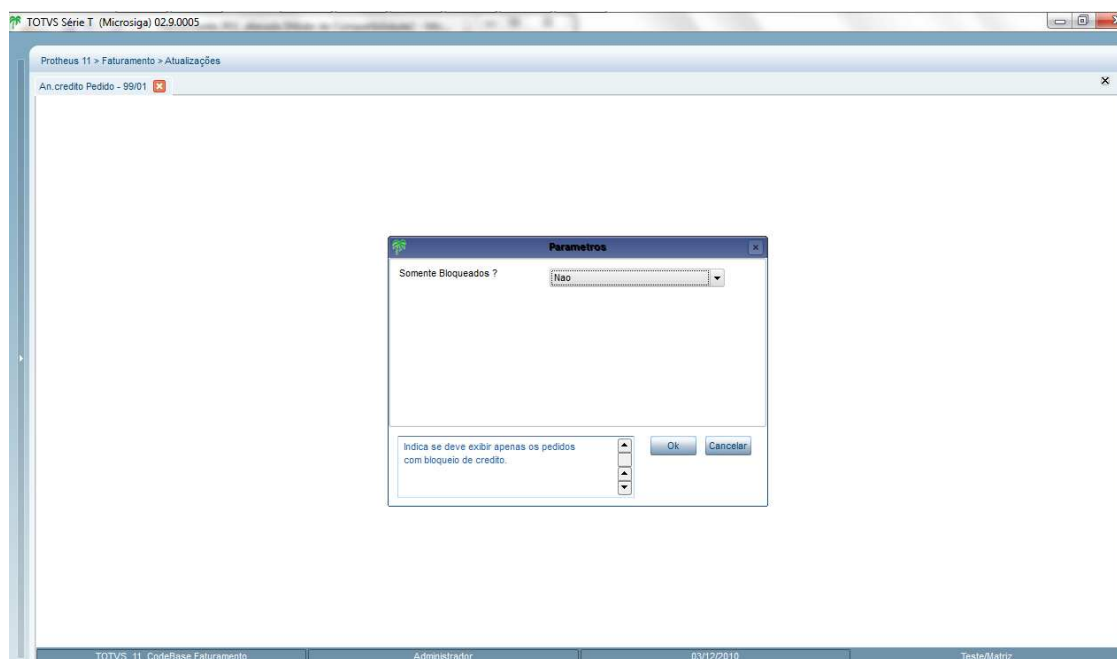 TOTVS Série T (Microsiga) 02.9.0005
Protheus 11 > Faturamento > Atualizações
An.credito Pedido - 99/01
Parametros
Somente Bloqueados ?
Nao
Indica se deve exibir apenas os pedidos
com bloqueio de credito.
Ok
Cancelar
TOTVS 11 CodeBase Faturamento
Administrador
03/12/2010
Teste/Matriz